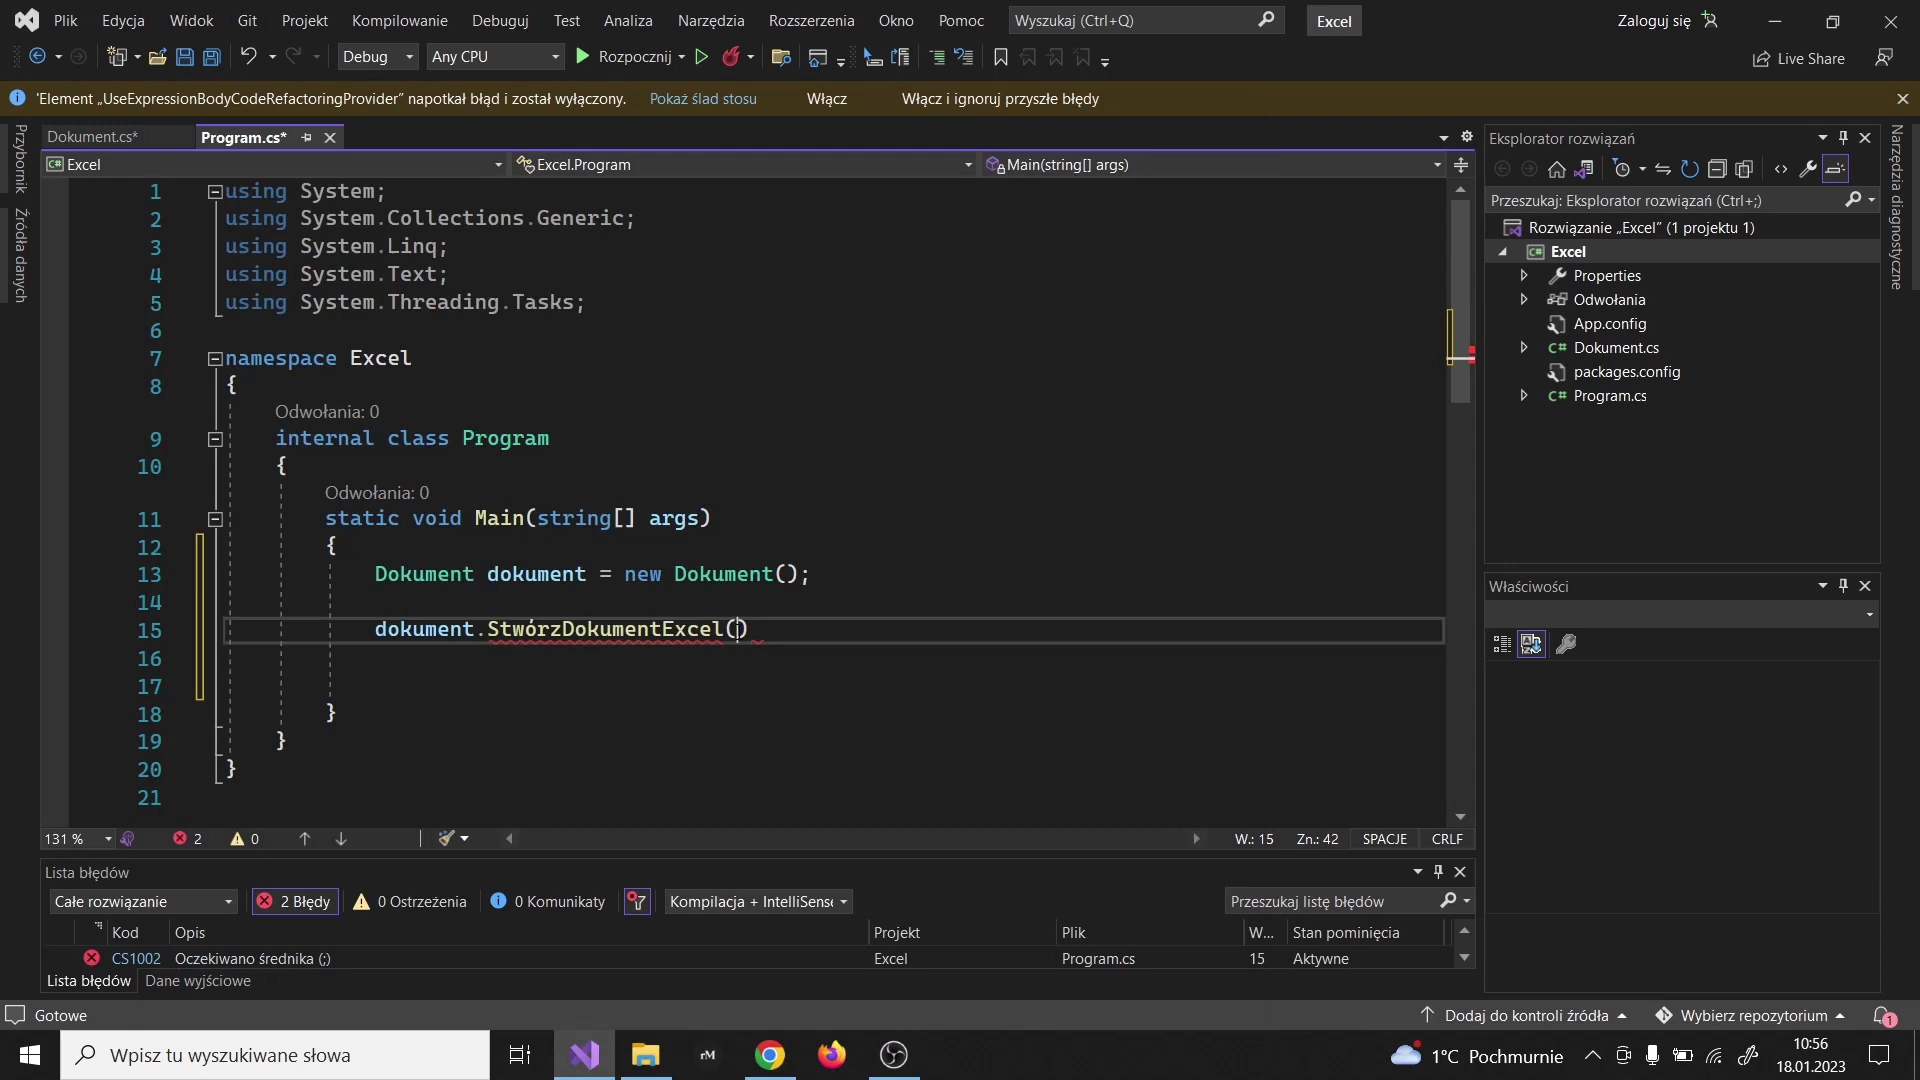 Plik Edycja Widok Git Projekt Kompilowanie Debuguj Test Analiza Narzędzia Rozszerzenia Okno Pomoc Wyszukaj (Ctrl+Q) Excel Zaloguj się
Debug Any CPU Rozpocznij Live Share
'Element „UseExpressionBodyCodeRefactoringProvider” napotkał błąd i został wyłączony. Pokaż ślad stosu Włącz Włącz i ignoruj przyszłe błędy
Przybornik
Źródła danych
Dokument.cs* Program.cs*
Excel Excel.Program Main(string[] args)
1 using System;
2 using System.Collections.Generic;
3 using System.Linq;
4 using System.Text;
5 using System.Threading.Tasks;
6
7 namespace Excel
8 {
Odwołania: 0
9 internal class Program
10 {
Odwołania: 0
11 static void Main(string[] args)
12 {
13 Dokument dokument = new Dokument();
14
15 dokument.StwórzDokumentExcel()
16
17
18 }
19 }
20 }
21
131 % 2 0 W.: 15 Zn.: 42 SPACJE CRLF
Lista błędów
Całe rozwiązanie 2 Błędy 0 Ostrzeżenia 0 Komunikaty Kompilacja + IntelliSense Przeszukaj listę błędów
Kod Opis Projekt Plik W... Stan pominięcia
CS1002 Oczekiwano średnika (;) Excel Program.cs 15 Aktywne
Lista błędów Dane wyjściowe
Eksplorator rozwiązań
Przeszukaj: Eksplorator rozwiązań (Ctrl+;)
Rozwiązanie „Excel” (1 projektu 1)
C# Excel
Properties
Odwołania
App.config
C# Dokument.cs
packages.config
C# Program.cs
Właściwości
Narzędzia diagnostyczne
Gotowe Dodaj do kontroli źródła Wybierz repozytorium 1
Wpisz tu wyszukiwane słowa rM 1°C Pochmurnie 10:56
18.01.2023